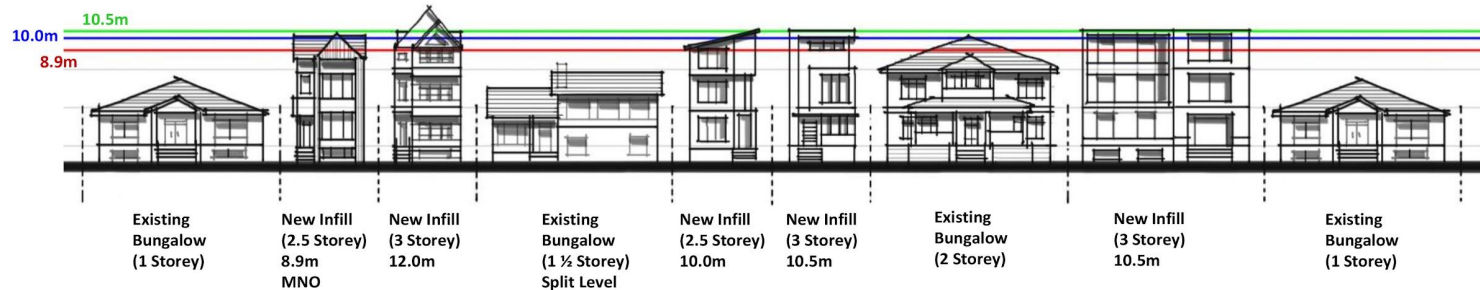 10.5m
10.0m
8.9m
Existing
Bungalow
(1 Storey)
New Infill
(2.5 Storey)
8.9m
MNO
New Infill
(3 Storey)
12.0m
Existing
Bungalow
(1 ½ Storey)
Split Level
New Infill
(2.5 Storey)
10.0m
New Infill
(3 Storey)
10.5m
Existing
Bungalow
(2 Storey)
New Infill
(3 Storey)
10.5m
Existing
Bungalow
(1 Storey)